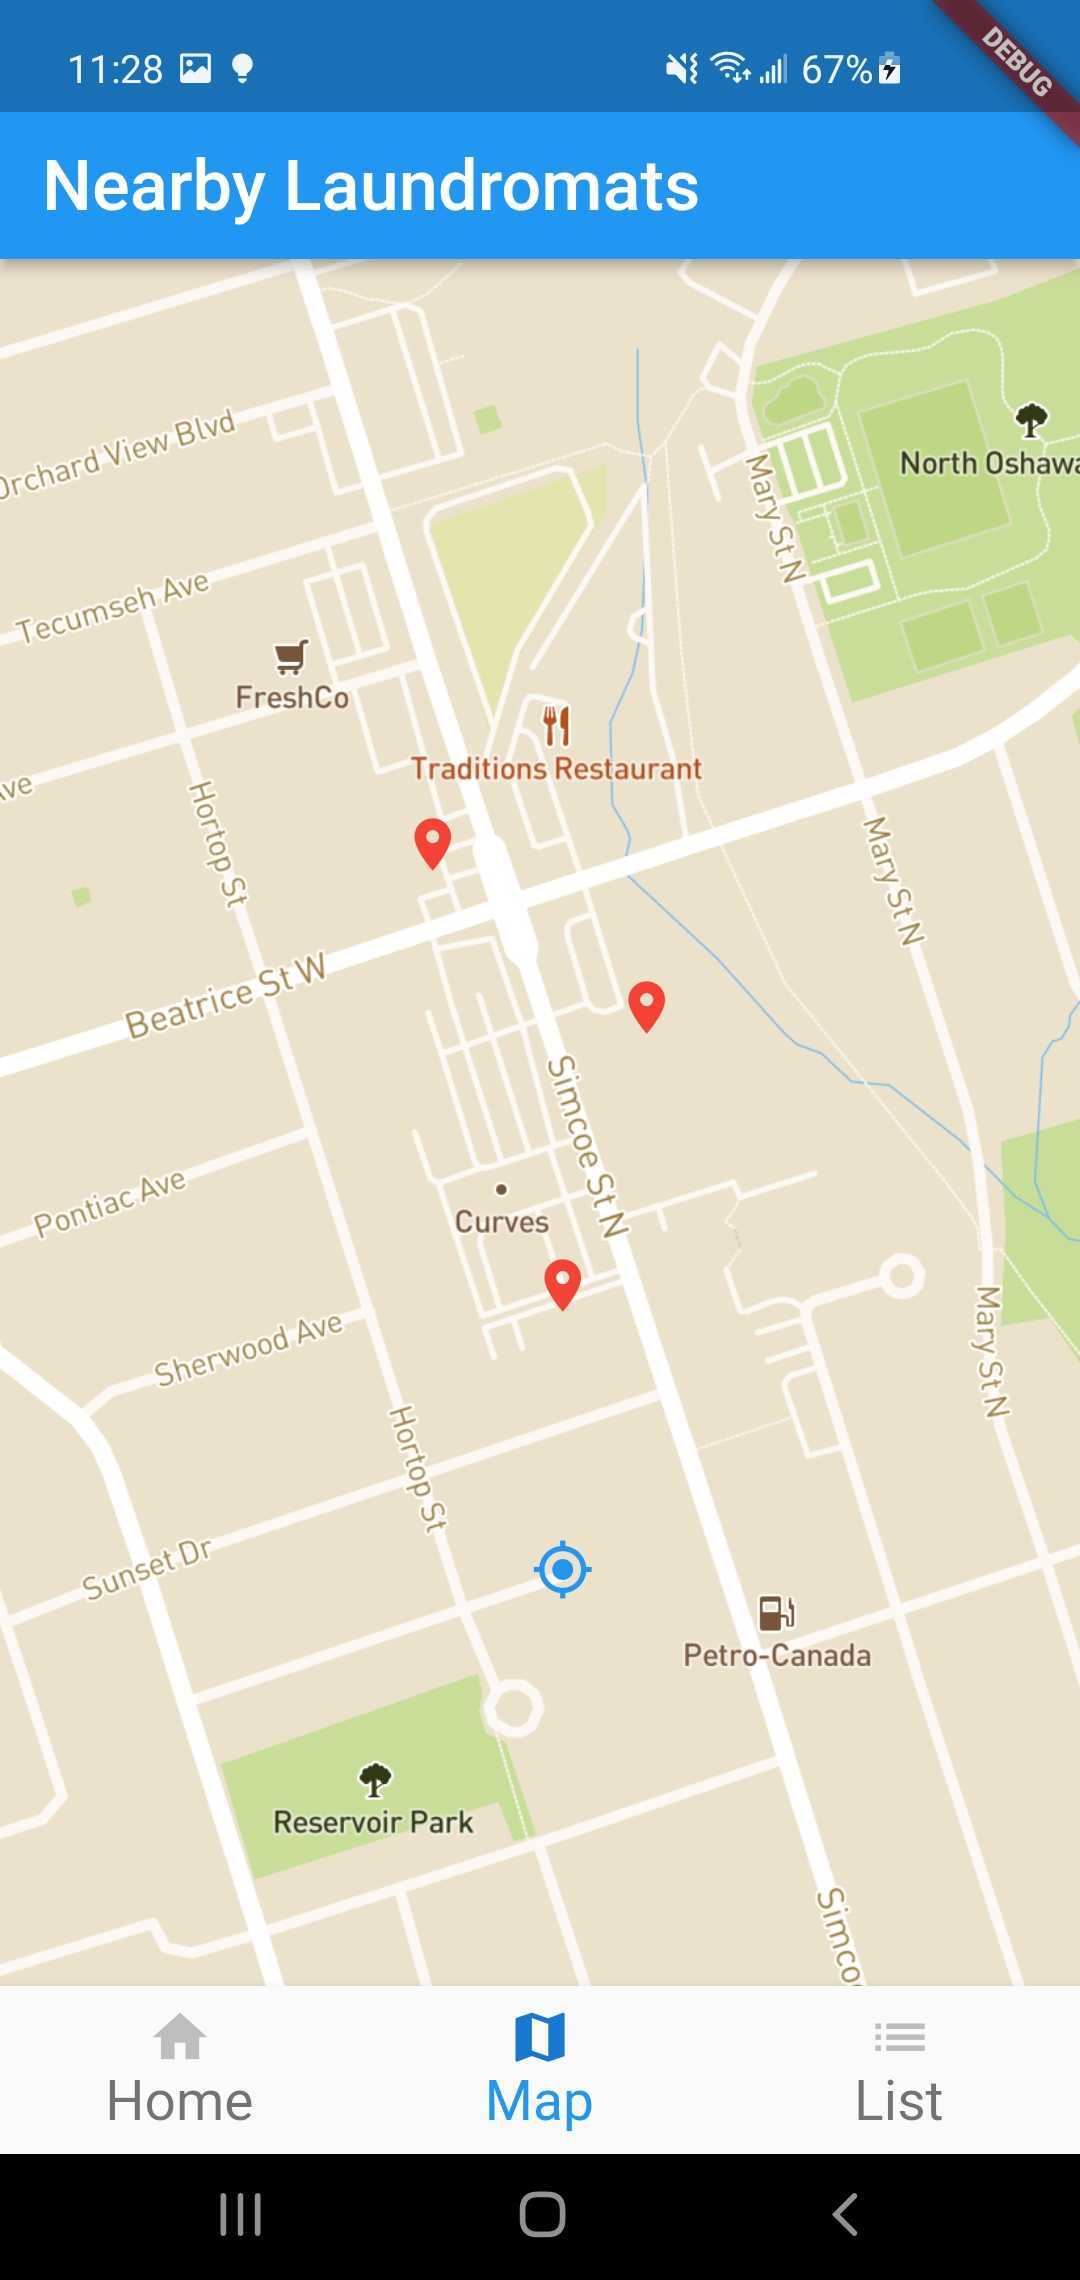 11:28
67%
DEBUG
Nearby Laundromats
Orchard View Blvd
North Oshawa
Mary St N
Tecumseh Ave
FreshCo
Traditions Restaurant
Ave
Hortop St
Mary St N
Beatrice St W
Simcoe St N
Pontiac Ave
Curves
Mary St N
Sherwood Ave
Hortop St
Sunset Dr
Petro-Canada
Reservoir Park
Simco
Home
Map
List